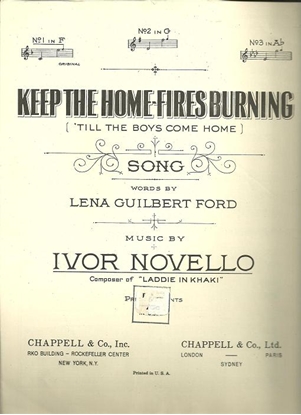 No 1 IN F
ORIGINAL
No 2 IN G
No 3 IN A♭
KEEP THE HOME-FIRES BURNING
('TILL THE BOYS COME HOME)
SONG
WORDS BY
LENA GUILBERT FORD
MUSIC BY
IVOR NOVELLO
Composer of "LADDIE IN KHAKI"
CHAPPELL & Co., Inc.
RKO BUILDING - ROCKEFELLER CENTER
NEW YORK, N.Y.
CHAPPELL & Co., Ltd.
LONDON PARIS
SYDNEY
Printed in U. S. A.